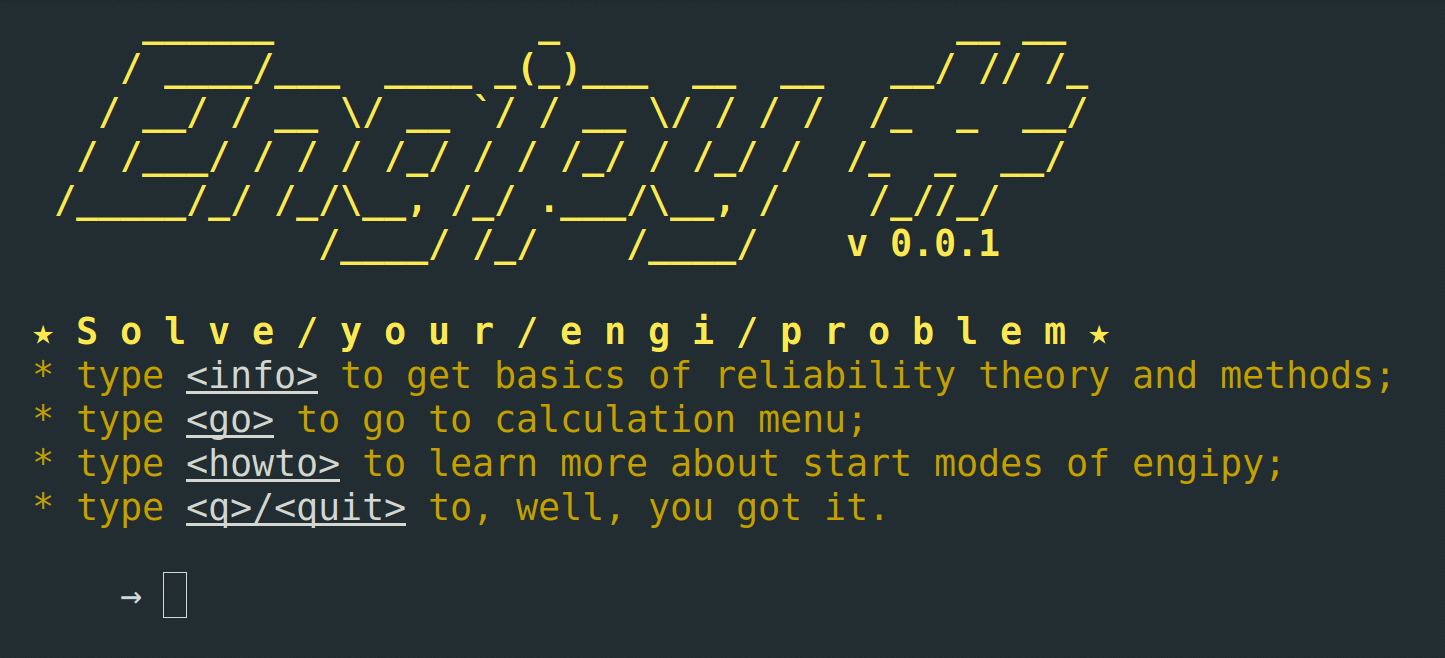 Engipy #
v 0.0.1
★ S o l v e / y o u r / e n g i / p r o b l e m ★
* type <info> to get basics of reliability theory and methods;
* type <go> to go to calculation menu;
* type <howto> to learn more about start modes of engipy;
* type <q>/<quit> to, well, you got it.
→